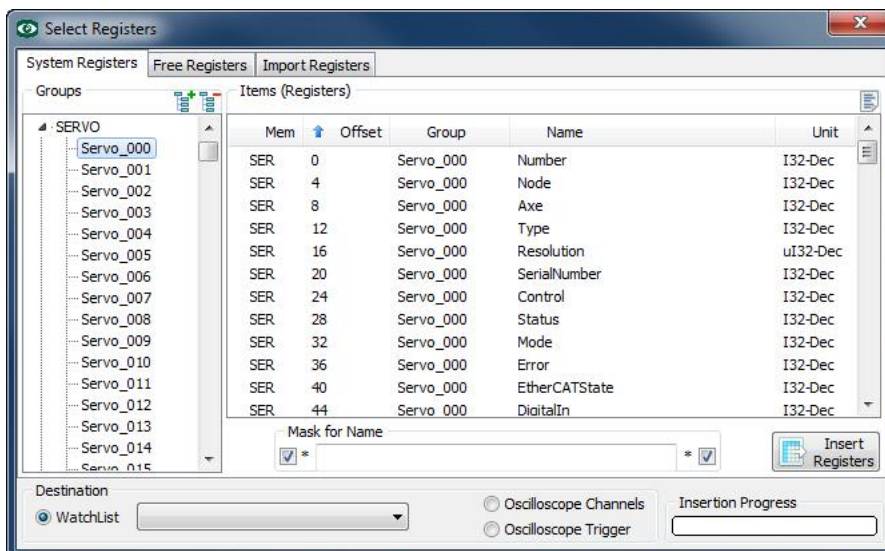 Select Registers
System Registers Free Registers Import Registers
Groups
SERVO
Servo_000
Servo_001
Servo_002
Servo_003
Servo_004
Servo_005
Servo_006
Servo_007
Servo_008
Servo_009
Servo_010
Servo_011
Servo_012
Servo_013
Servo_014
Servo_015
Items (Registers)
Mem Offset Group Name Unit
SER 0 Servo_000 Number I32-Dec
SER 4 Servo_000 Node I32-Dec
SER 8 Servo_000 Axe I32-Dec
SER 12 Servo_000 Type I32-Dec
SER 16 Servo_000 Resolution uI32-Dec
SER 20 Servo_000 SerialNumber I32-Dec
SER 24 Servo_000 Control I32-Dec
SER 28 Servo_000 Status I32-Dec
SER 32 Servo_000 Mode I32-Dec
SER 36 Servo_000 Error I32-Dec
SER 40 Servo_000 EtherCATState I32-Dec
SER 44 Servo_000 DigitalIn I32-Dec
Mask for Name
* *
Insert
Registers
Destination
WatchList
Oscilloscope Channels
Oscilloscope Trigger
Insertion Progress